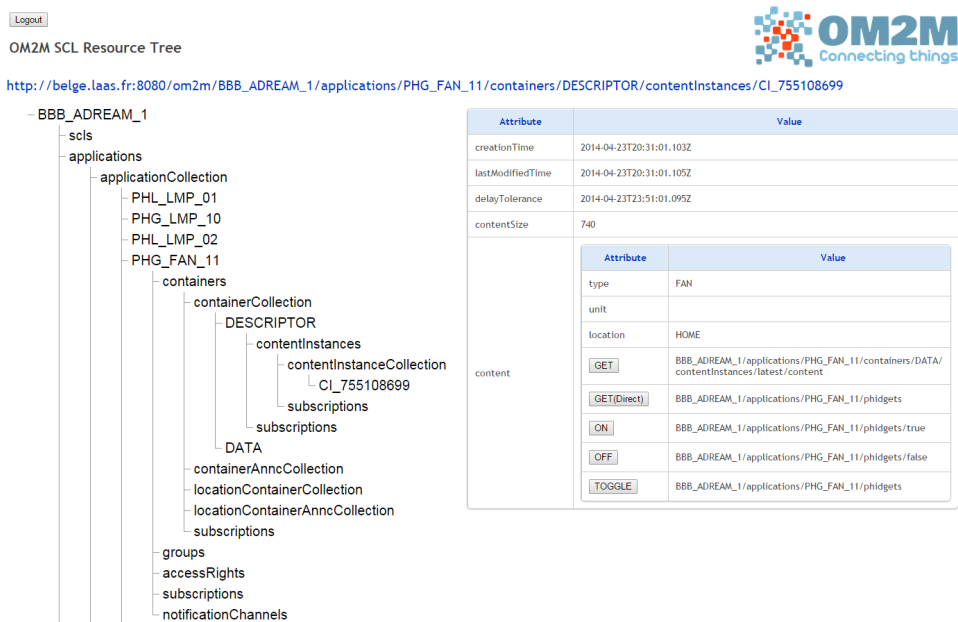 Logout
OM2M
Connecting things
OM2M SCL Resource Tree
http://belge.laas.fr:8080/om2m/BBB_ADREAM_1/applications/PHG_FAN_11/containers/DESCRIPTOR/contentInstances/CI_755108699
BBB_ADREAM_1
scls
applications
applicationCollection
PHL_LMP_01
PHG_LMP_10
PHL_LMP_02
PHG_FAN_11
containers
containerCollection
DESCRIPTOR
contentInstances
contentInstanceCollection
CI_755108699
subscriptions
subscriptions
DATA
containerAnncCollection
locationContainerCollection
locationContainerAnncCollection
subscriptions
groups
accessRights
subscriptions
notificationChannels
Attribute Value
creationTime 2014-04-23T20:31:01.103Z
lastModifiedTime 2014-04-23T20:31:01.105Z
delayTolerance 2014-04-23T23:51:01.095Z
contentSize 740
content
Attribute Value
type FAN
unit
location HOME
GET BBB_ADREAM_1/applications/PHG_FAN_11/containers/DATA/
contentInstances/latest/content
GET(Direct) BBB_ADREAM_1/applications/PHG_FAN_11/phidgets
ON BBB_ADREAM_1/applications/PHG_FAN_11/phidgets/true
OFF BBB_ADREAM_1/applications/PHG_FAN_11/phidgets/false
TOGGLE BBB_ADREAM_1/applications/PHG_FAN_11/phidgets